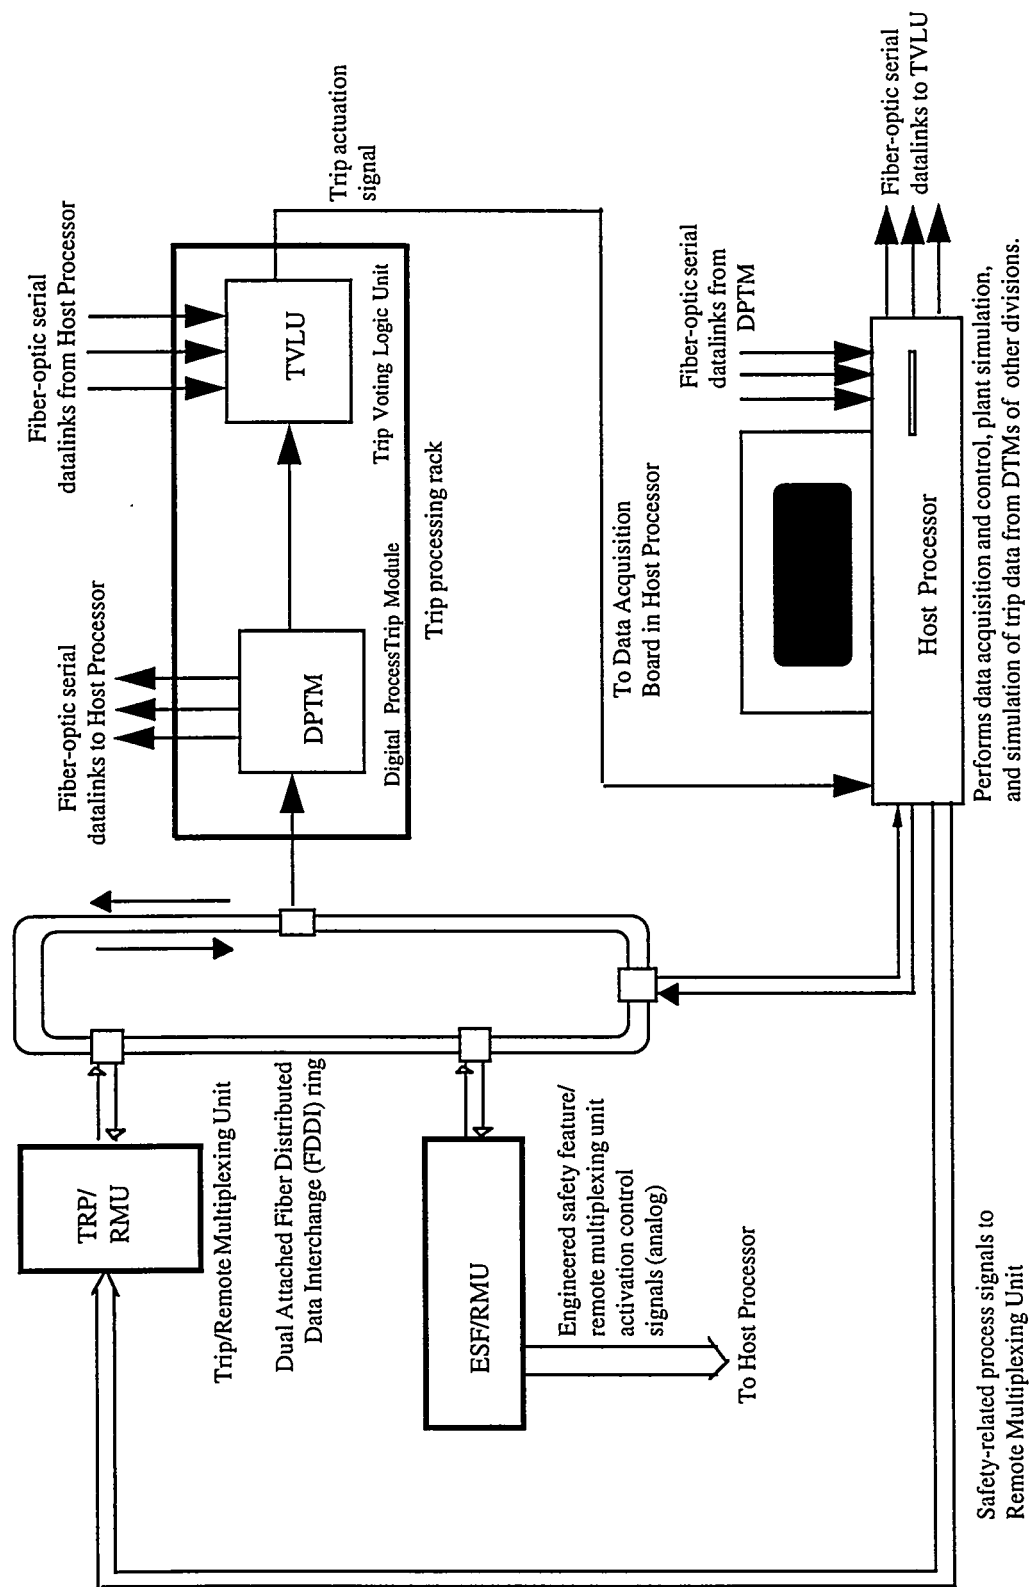 Fiber-optic serial
datalinks to Host Processor
Fiber-optic serial
datalinks from Host Processor
TRP/
RMU
Trip/Remote Multiplexing Unit
Dual Attached Fiber Distributed
Data Interchange (FDDI) ring
DPTM
TVLU
Digital ProcessTrip Module
Trip Voting Logic Unit
Trip processing rack
Trip actuation
signal
ESF/RMU
Engineered safety feature/
remote multiplexing unit
activation control
signals (analog)
To Host Processor
To Data Acquisition
Board in Host Processor
Fiber-optic serial
datalinks from
DPTM
Fiber-optic serial
datalinks to TVLU
Host Processor
Performs data acquisition and control, plant simulation,
and simulation of trip data from DTMs of other divisions.
Safety-related process signals to
Remote Multiplexing Unit